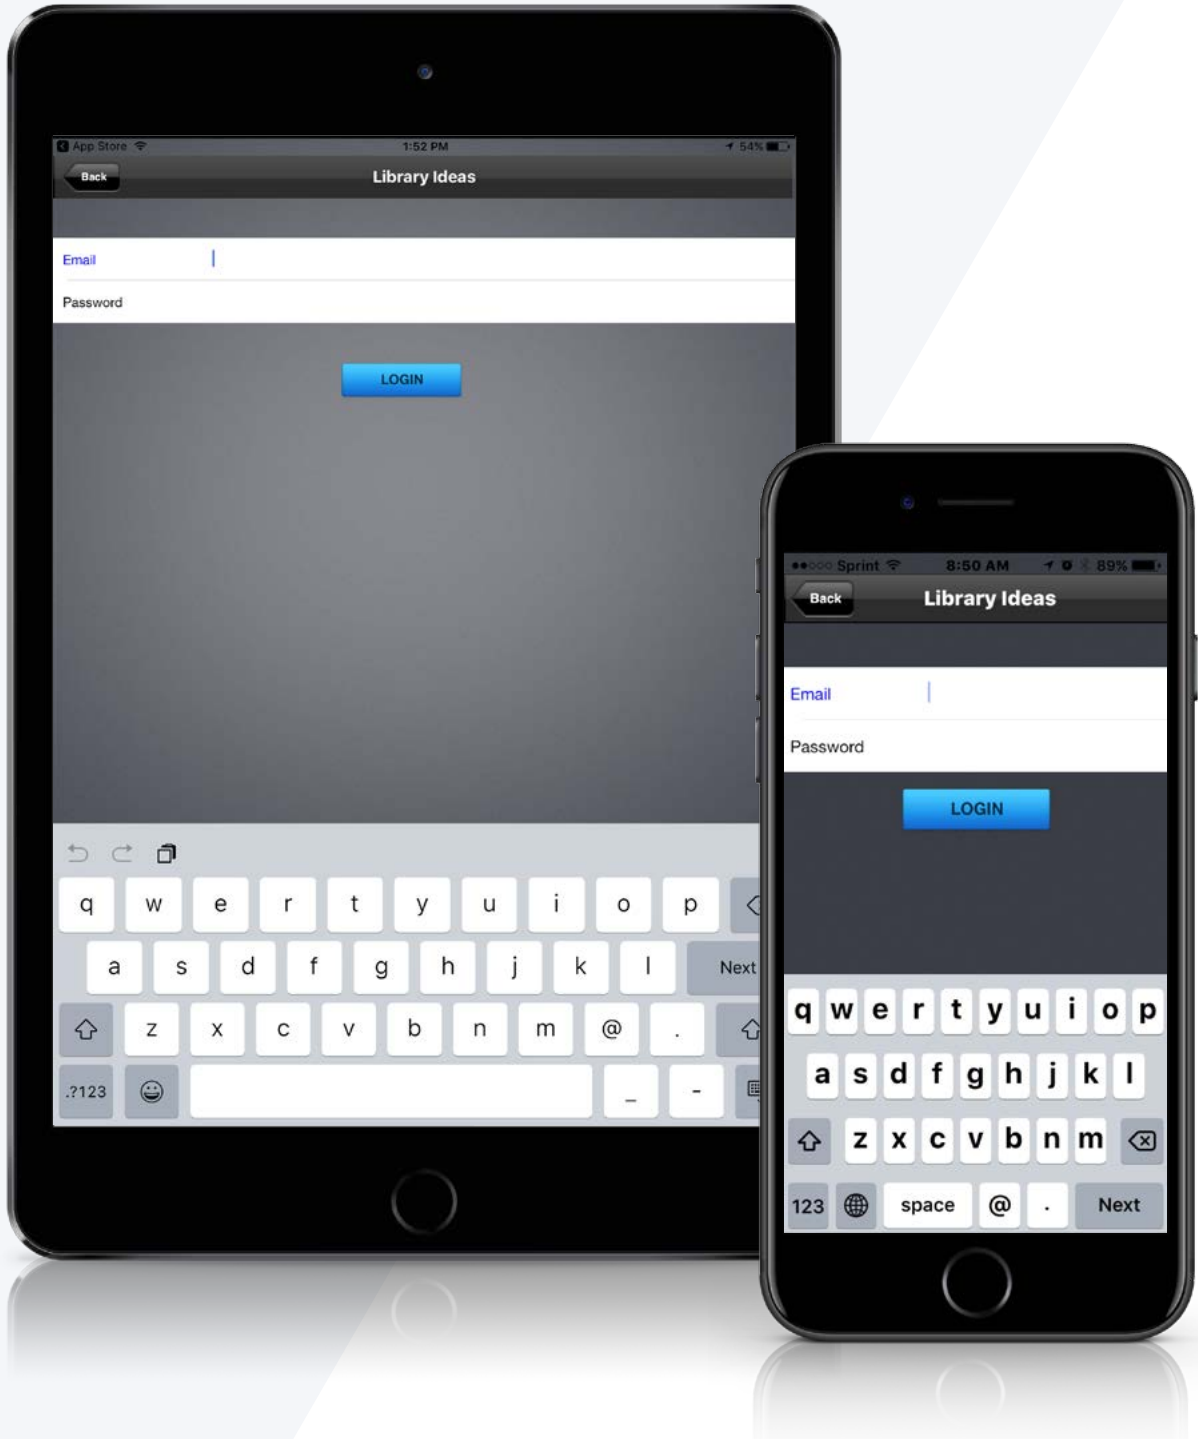 App Store 1:52 PM 54%
Back Library Ideas
Email
Password
LOGIN
q w e r t y u i o p
a s d f g h j k l Next
z x c v b n m @ .
.?123 _ -
Sprint 8:50 AM 89%
Back Library Ideas
Email
Password
LOGIN
q w e r t y u i o p
a s d f g h j k l
z x c v b n m
123 space @ . Next